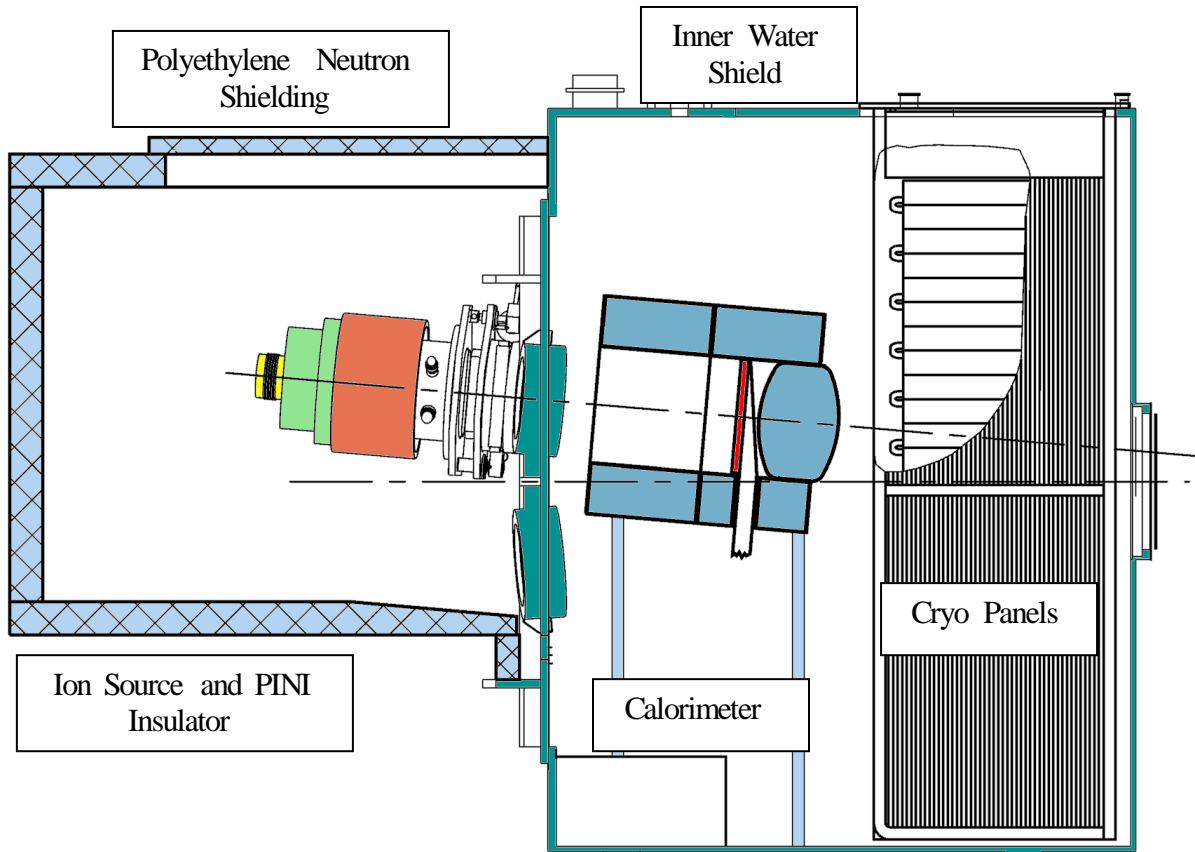 Polyethylene Neutron
Shielding
Inner Water
Shield
Ion Source and PINI
Insulator
Calorimeter
Cryo Panels